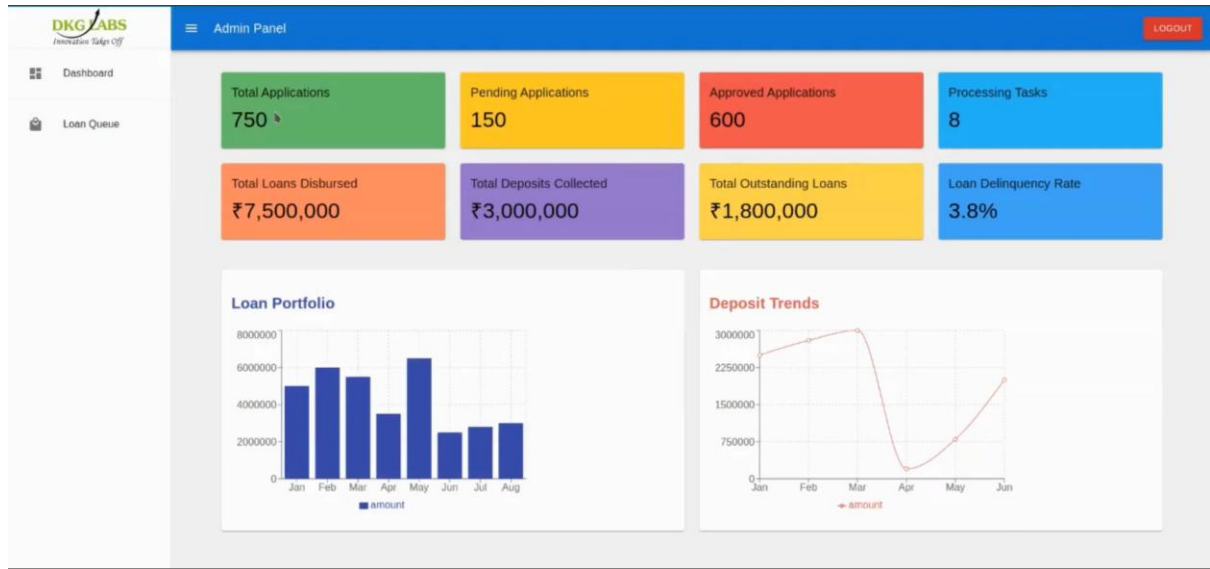 DKG LABS
Innovation Takes Off
Admin Panel
LOGOUT
Dashboard
Loan Queue
Total Applications
750
Pending Applications
150
Approved Applications
600
Processing Tasks
8
Total Loans Disbursed
₹7,500,000
Total Deposits Collected
₹3,000,000
Total Outstanding Loans
₹1,800,000
Loan Delinquency Rate
3.8%
Loan Portfolio
8000000
6000000
4000000
2000000
0
Jan Feb Mar Apr May Jun Jul Aug
amount
Deposit Trends
3000000
2250000
1500000
750000
0
Jan Feb Mar Apr May Jun
amount